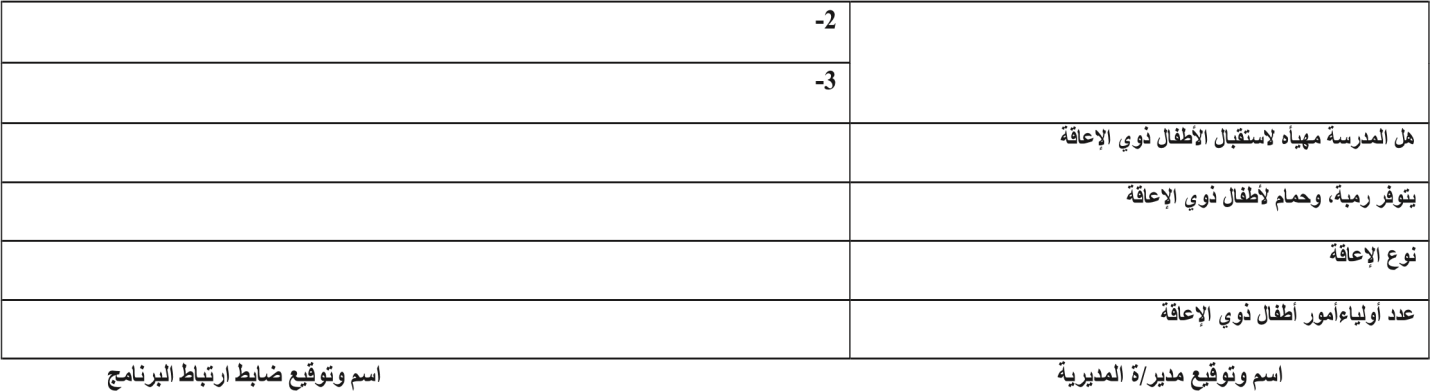 2-
3-
هل المدرسة مهيأه لاستقبال الأطفال ذوي الإعاقة
يتوفر رمبة، وحمام لأطفال ذوي الإعاقة
نوع الإعاقة
عدد أولياءأمور أطفال ذوي الإعاقة
اسم وتوقيع مدير/ة المديرية اسم وتوقيع ضابط ارتباط البرنامج